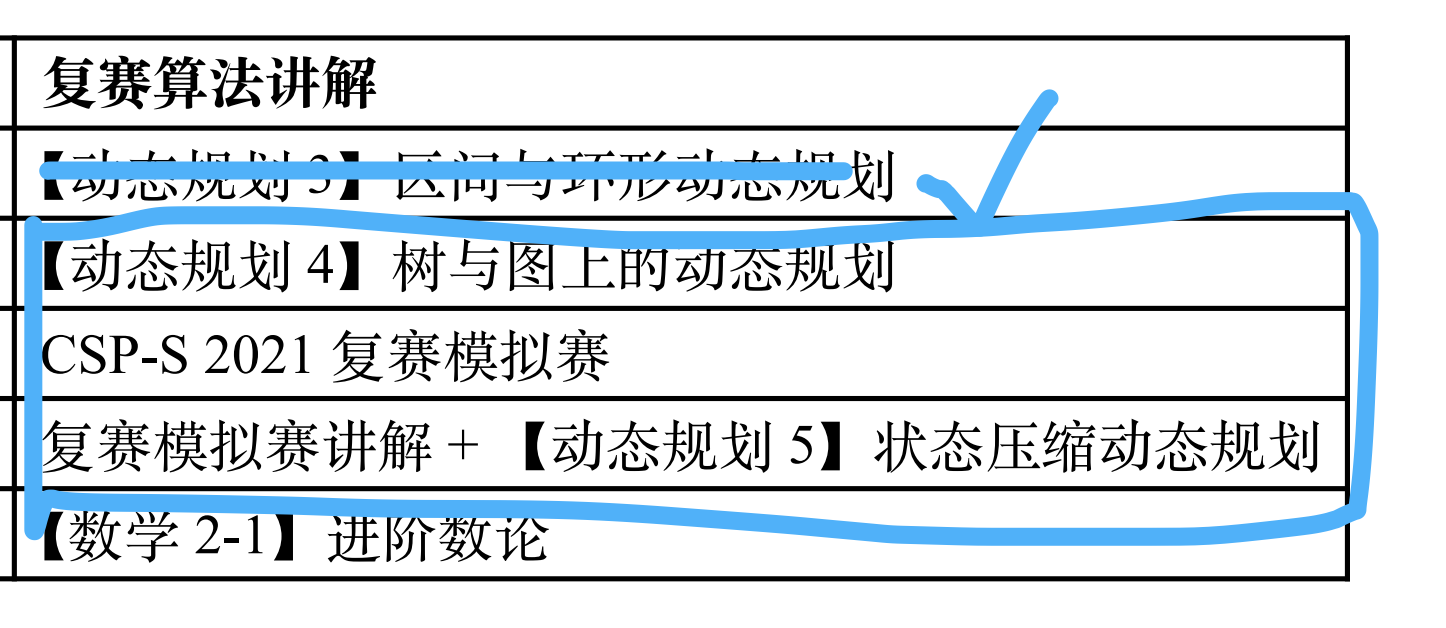 复赛算法讲解
【动态规划 3】区间与环形动态规划
【动态规划 4】树与图上的动态规划
CSP-S 2021 复赛模拟赛
复赛模拟赛讲解 + 【动态规划 5】状态压缩动态规划
【数学 2-1】进阶数论